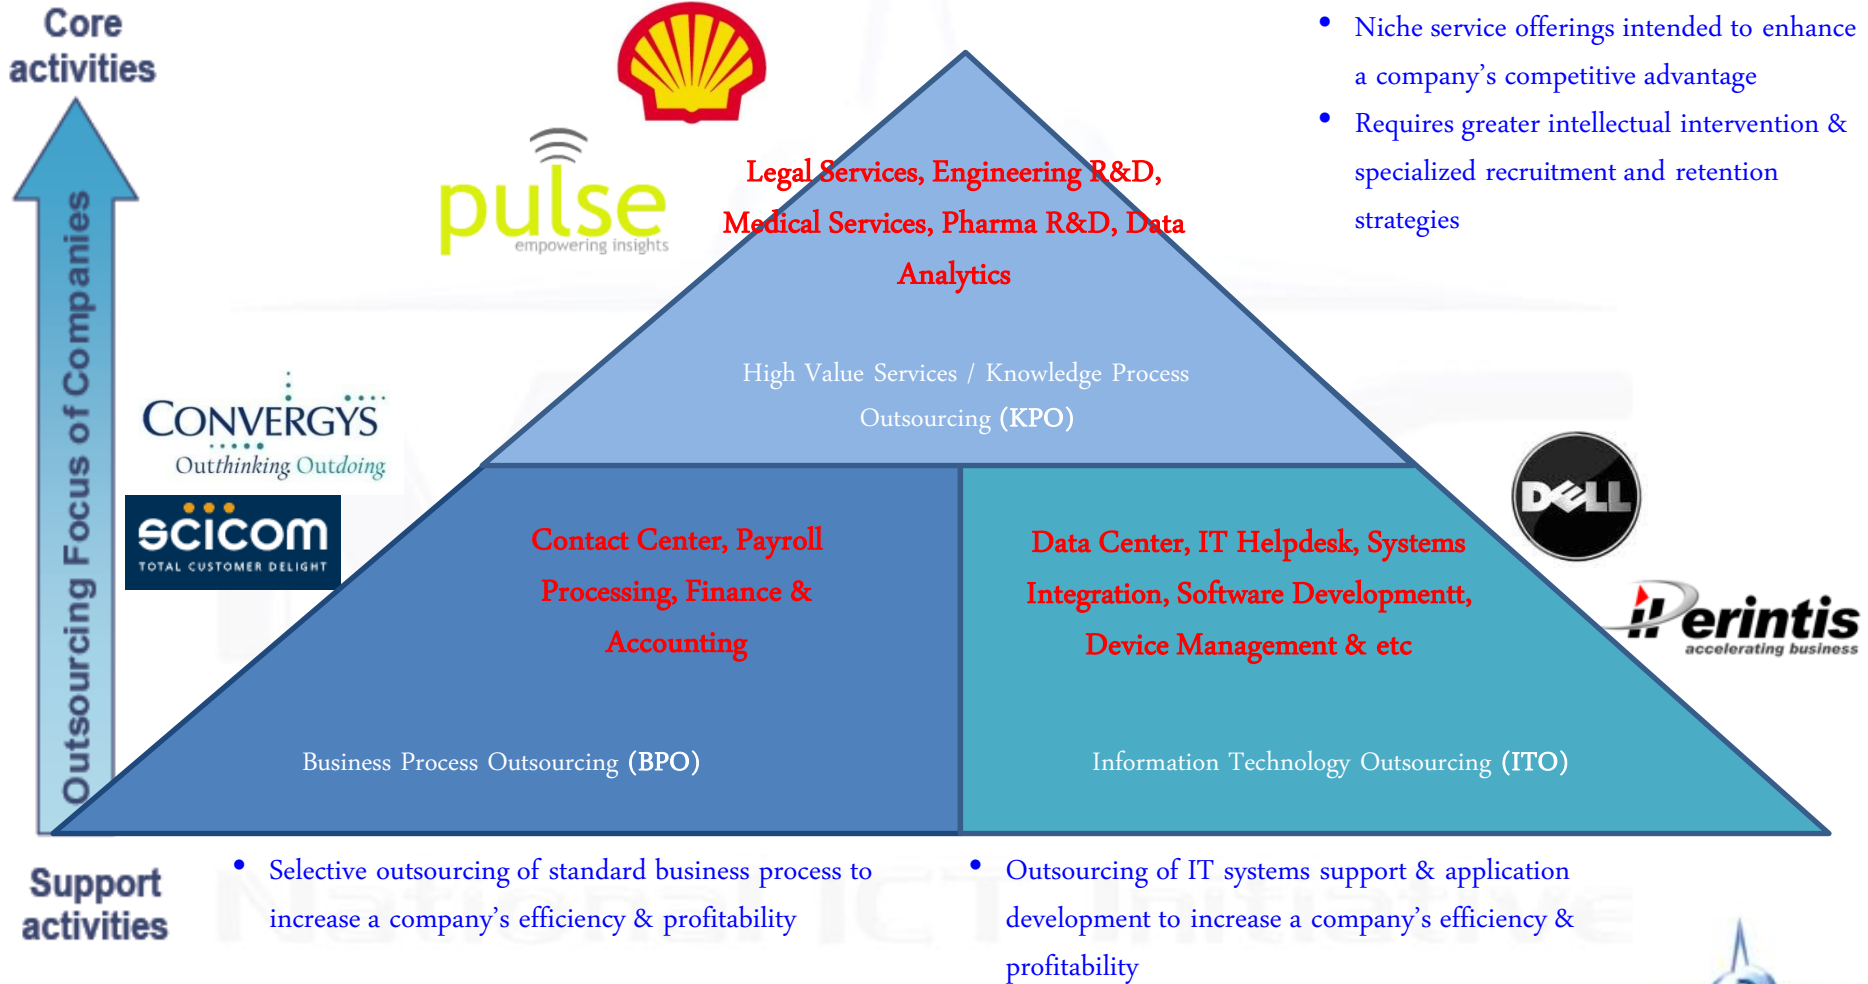 Core
activities
• Niche service offerings intended to enhance
a company's competitive advantage
• Requires greater intellectual intervention &
specialized recruitment and retention
strategies
pulse
empowering insights
Legal Services, Engineering R&D,
Medical Services, Pharma R&D, Data
Analytics
High Value Services / Knowledge Process
Outsourcing (KPO)
Outsourcing Focus of Companies
CONVERGYS
Outthinking Outdoing
scicom
TOTAL CUSTOMER DELIGHT
DELL
iPerintis
accelerating business
Contact Center, Payroll
Processing, Finance &
Accounting
Business Process Outsourcing (BPO)
Data Center, IT Helpdesk, Systems
Integration, Software Developmentt,
Device Management & etc
Information Technology Outsourcing (ITO)
Support
activities
• Selective outsourcing of standard business process to
increase a company's efficiency & profitability
• Outsourcing of IT systems support & application
development to increase a company's efficiency &
profitability
National ICT Initiative